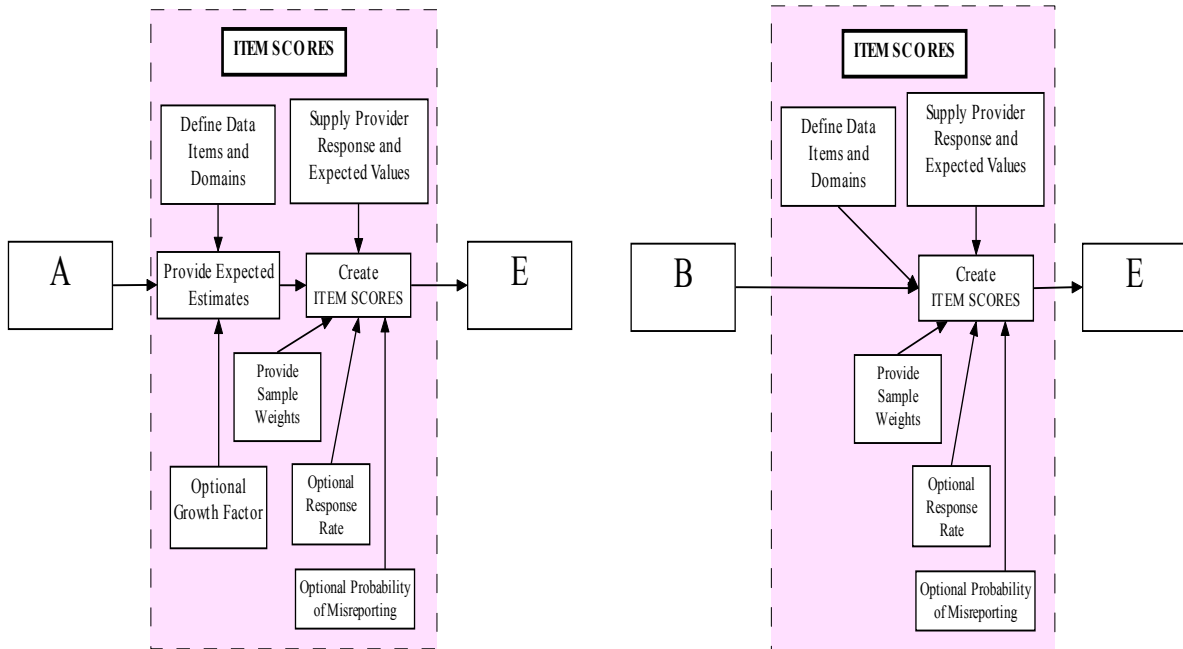 ITEM SCORES
Define Data
Items and
Domains
Supply Provider
Response and
Expected Values
A
Provide Expected
Estimates
Create
ITEM SCORES
E
Provide
Sample
Weights
Optional
Growth Factor
Optional
Response
Rate
Optional Probability
of Misreporting
ITEM SCORES
Define Data
Items and
Domains
Supply Provider
Response and
Expected Values
B
Create
ITEM SCORES
E
Provide
Sample
Weights
Optional
Response
Rate
Optional Probability
of Misreporting